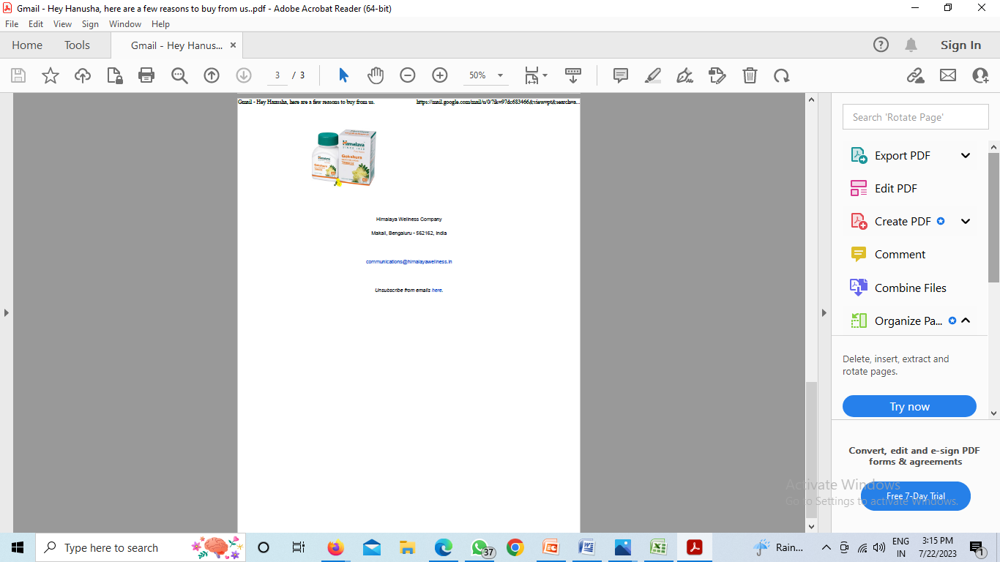 Gmail - Hey Hanusha, here are a few reasons to buy from us..pdf - Adobe Acrobat Reader (64-bit)
File Edit View Sign Window Help
Home Tools Gmail - Hey Hanus... Sign In
3 / 3 50%
Gmail - Hey Hanusha, here are a few reasons to buy from us. https://mail.google.com/mail/u/0/?ik=97dc683466&view=pt&search=a...
Himalaya
SINCE 1930
Gokshura
Himalaya
Gokshura
Himalaya Wellness Company
Makali, Bengaluru - 562162, India
communications@himalayawellness.in
Unsubscribe from emails here.
Search 'Rotate Page'
Export PDF
Edit PDF
Create PDF
Comment
Combine Files
Organize Pa...
Delete, insert, extract and
rotate pages.
Try now
Convert, edit and e-sign PDF
forms & agreements
Free 7-Day Trial
Activate Windows
Go to Settings to activate Windows.
Type here to search
37
Rain...
ENG
IN
3:15 PM
7/22/2023
1